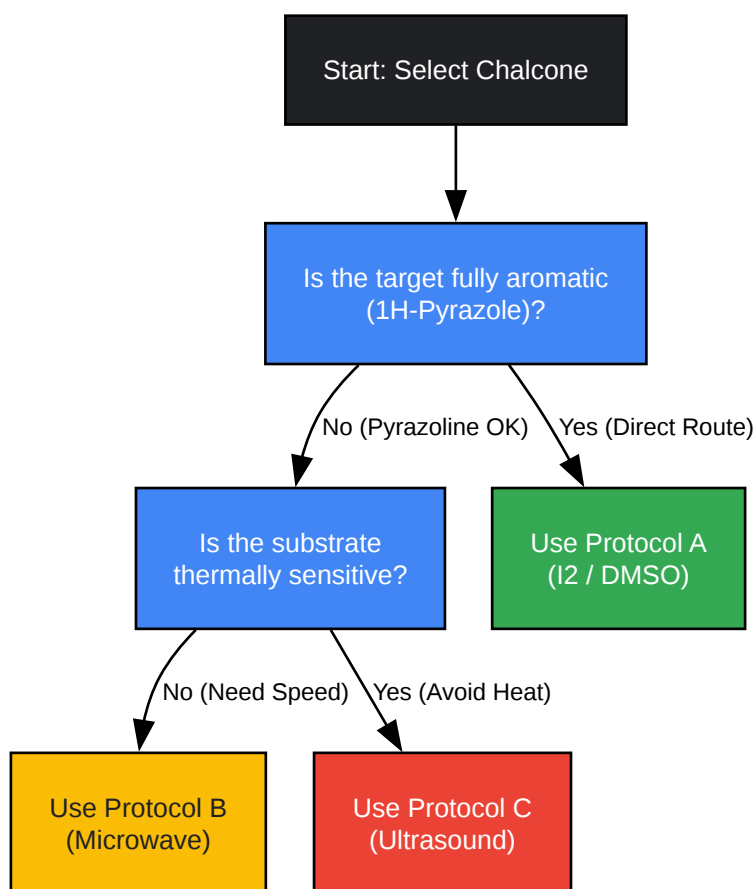 Start: Select Chalcone
Is the target fully aromatic
(1H-Pyrazole)?
No (Pyrazoline OK)
Yes (Direct Route)
Is the substrate
thermally sensitive?
Use Protocol A
(I2 / DMSO)
No (Need Speed)
Yes (Avoid Heat)
Use Protocol B
(Microwave)
Use Protocol C
(Ultrasound)